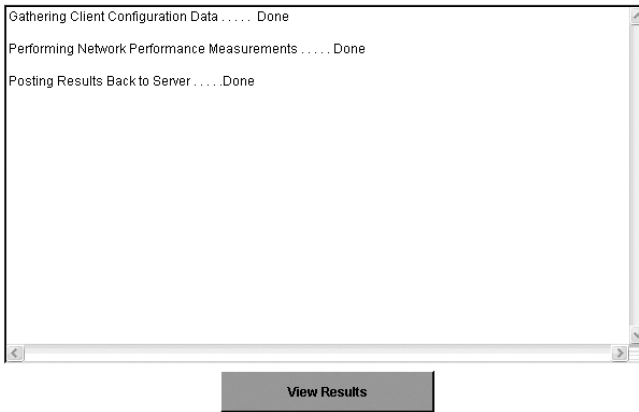 Gathering Client Configuration Data . . . . . Done
Performing Network Performance Measurements . . . . . Done
Posting Results Back to Server . . . . .Done
View Results